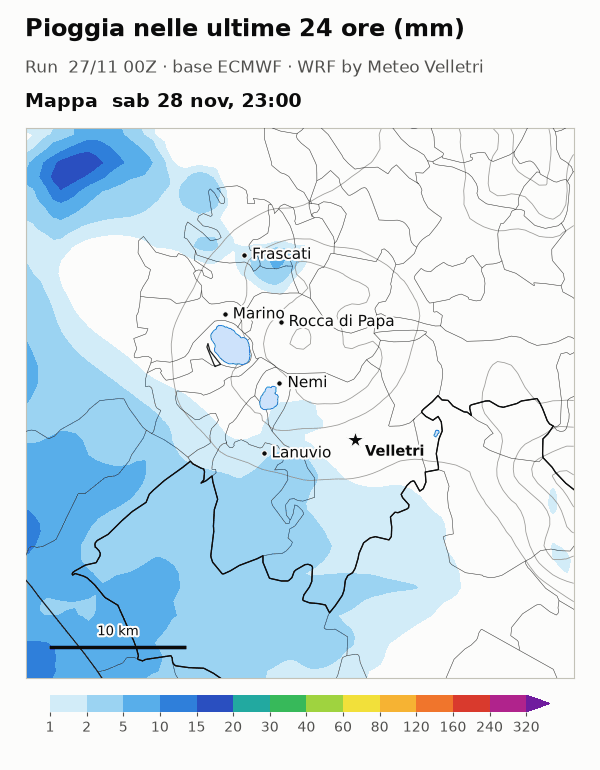 Pioggia nelle ultime 24 ore (mm)
Run  27/11 00Z · base ECMWF · WRF by Meteo Velletri
Mappa  sab 28 nov, 23:00
Frascati
Marino
Rocca di Papa
Nemi
Velletri
Lanuvio
10 km
1 2 5 10 15 20 30 40 60 80 120 160 240 320